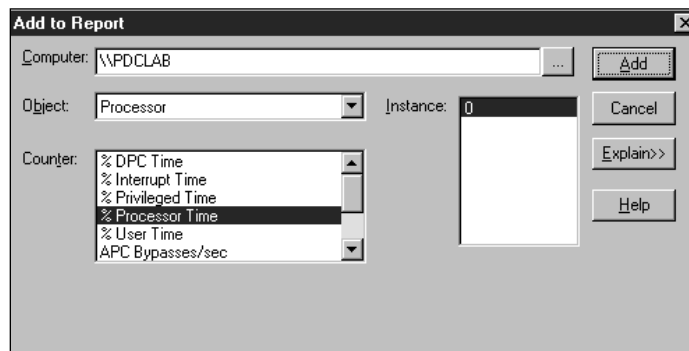 Add to Report
Computer: \\PDCLAB ... Add
Object: Processor Instance: 0 Cancel
Explain>>
Counter: % DPC Time
% Interrupt Time
% Privileged Time
% Processor Time
% User Time
APC Bypasses/sec
Help